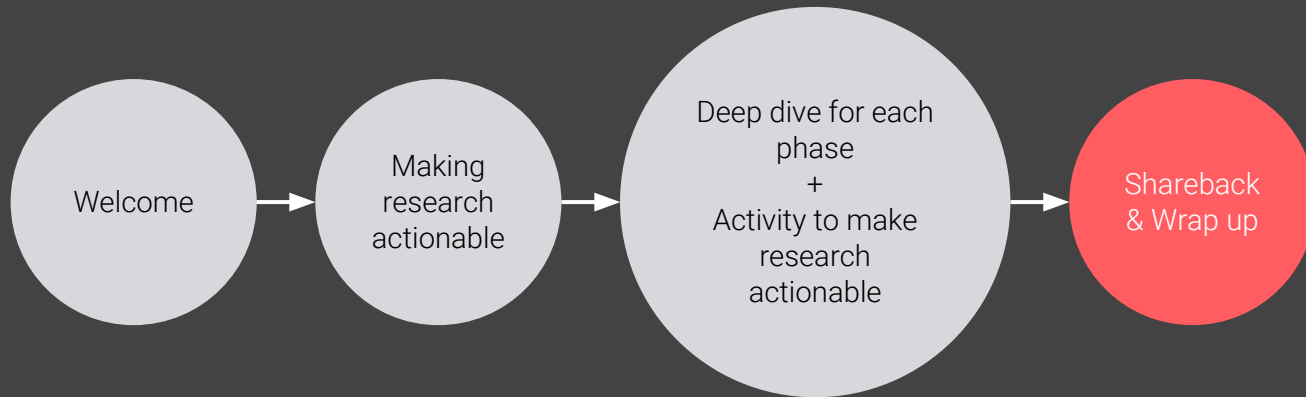 Welcome
Making
research
actionable
Deep dive for each
phase
+
Activity to make
research
actionable
Shareback
& Wrap up